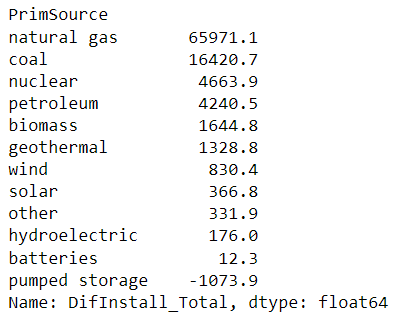 PrimSource
natural gas 65971.1
coal 16420.7
nuclear 4663.9
petroleum 4240.5
biomass 1644.8
geothermal 1328.8
wind 830.4
solar 366.8
other 331.9
hydroelectric 176.0
batteries 12.3
pumped storage -1073.9
Name: DifInstall_Total, dtype: float64